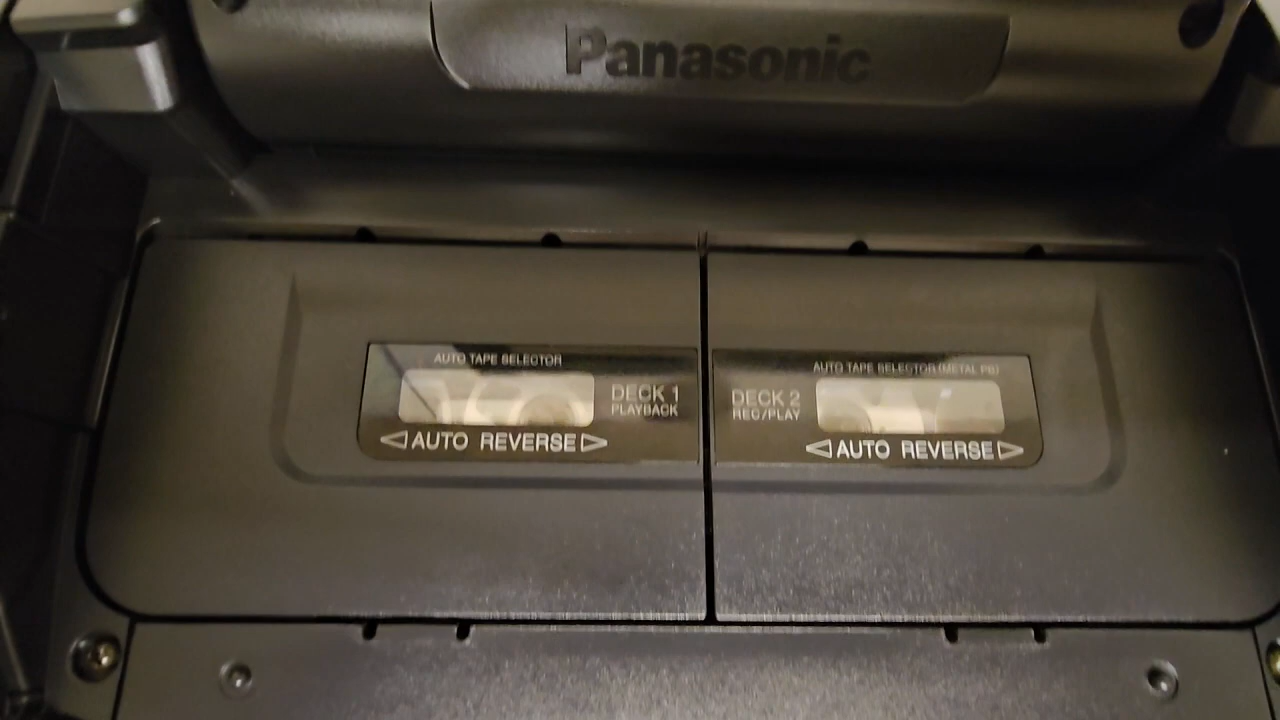 Panasonic
AUTO TAPE SELECTOR
DECK 1
PLAYBACK
AUTO REVERSE
AUTO TAPE SELECTOR (METAL PB)
DECK 2
REC/PLAY
AUTO REVERSE